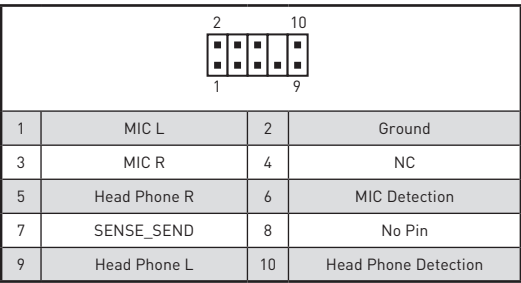 2 10
1 9
1 MIC L 2 Ground
3 MIC R 4 NC
5 Head Phone R 6 MIC Detection
7 SENSE_SEND 8 No Pin
9 Head Phone L 10 Head Phone Detection